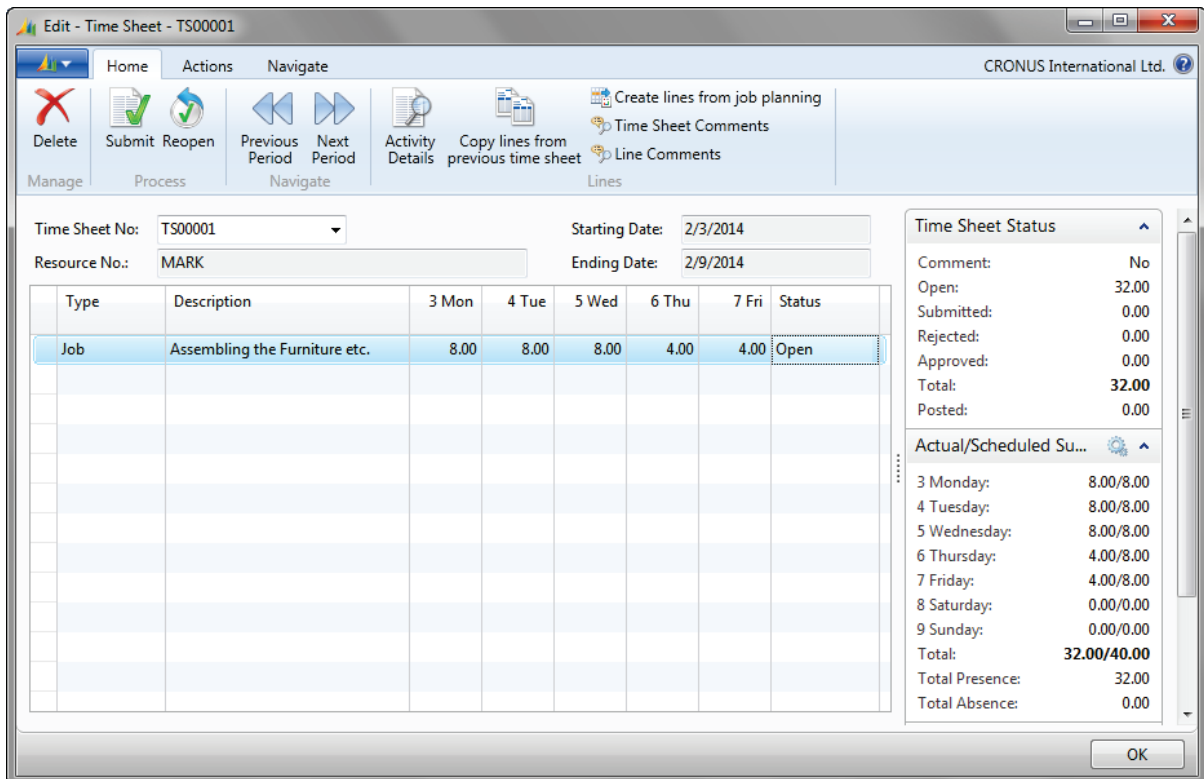 Edit - Time Sheet - TS00001
Home Actions Navigate CRONUS International Ltd.
Delete
Submit Reopen
Previous Period
Next Period
Activity Details
Copy lines from previous time sheet
Create lines from job planning
Time Sheet Comments
Line Comments
Manage Process Navigate Lines
Time Sheet No: TS00001 Starting Date: 2/3/2014
Resource No.: MARK Ending Date: 2/9/2014
Type Description 3 Mon 4 Tue 5 Wed 6 Thu 7 Fri Status
Job Assembling the Furniture etc. 8.00 8.00 8.00 4.00 4.00 Open
Time Sheet Status
Comment: No
Open: 32.00
Submitted: 0.00
Rejected: 0.00
Approved: 0.00
Total: 32.00
Posted: 0.00
Actual/Scheduled Su...
3 Monday: 8.00/8.00
4 Tuesday: 8.00/8.00
5 Wednesday: 8.00/8.00
6 Thursday: 4.00/8.00
7 Friday: 4.00/8.00
8 Saturday: 0.00/0.00
9 Sunday: 0.00/0.00
Total: 32.00/40.00
Total Presence: 32.00
Total Absence: 0.00
OK